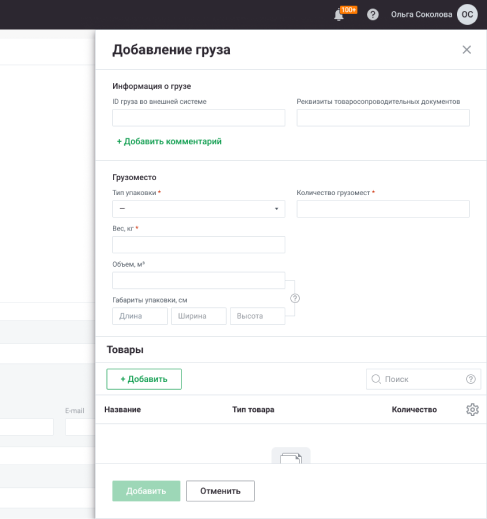 100+
?
Ольга Соколова
ОС
Добавление груза
Информация о грузе
ID груза во внешней системе
Реквизиты товаросопроводительных документов
+ Добавить комментарий
Грузоместо
Тип упаковки *
Количество грузомест *
—
Вес, кг *
Объем, м³
?
Габариты упаковки, см
Длина
Ширина
Высота
Товары
+ Добавить
Поиск
?
Название
Тип товара
Количество
E-mail
Добавить
Отменить